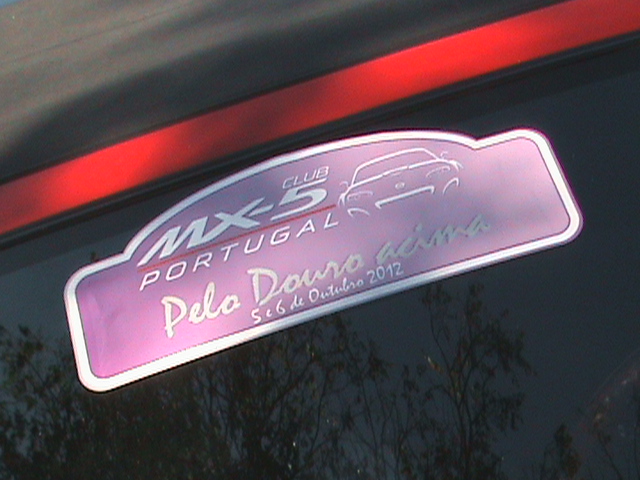 CLUB
MX-5
PORTUGAL
Pelo Douro acima
5 e 6 de Outubro 2012